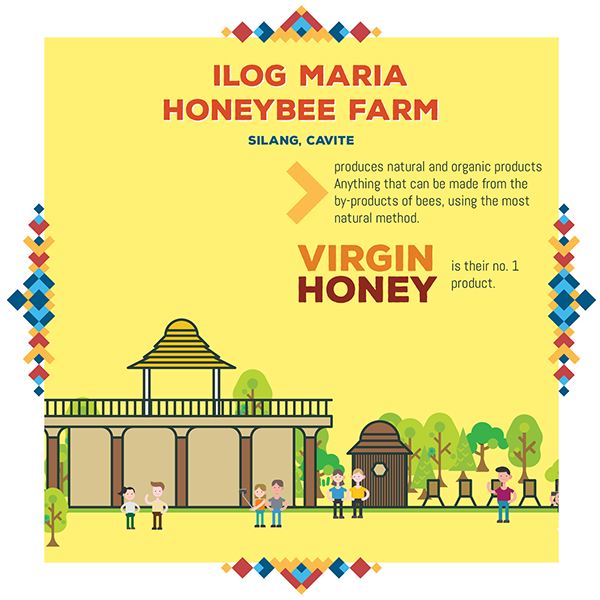 ILOG MARIA
HONEYBEE FARM
SILANG, CAVITE
produces natural and organic products
Anything that can be made from the
by-products of bees, using the most
natural method.
VIRGIN
HONEY
is their no. 1
product.